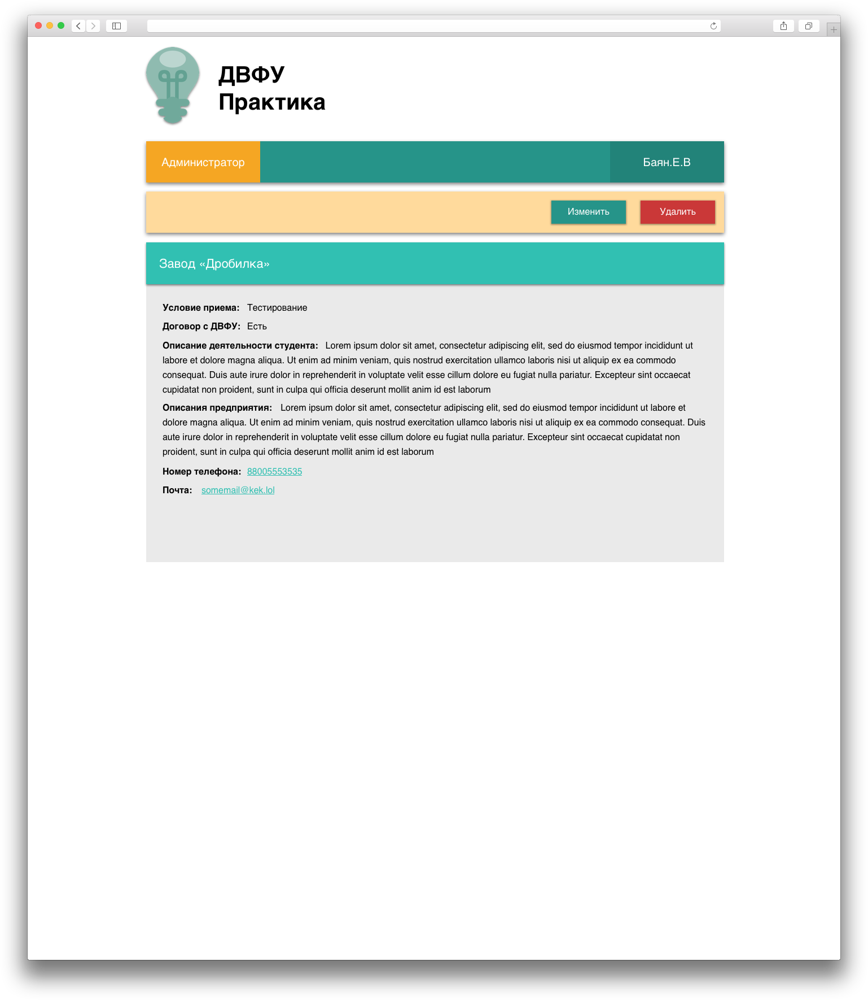 ДВФУ
Практика
Администратор
Баян.Е.В
Изменить
Удалить
Завод «Дробилка»
Условие приема: Тестирование
Договор с ДВФУ: Есть
Описание деятельности студента: Lorem ipsum dolor sit amet, consectetur adipiscing elit, sed do eiusmod tempor incididunt ut
labore et dolore magna aliqua. Ut enim ad minim veniam, quis nostrud exercitation ullamco laboris nisi ut aliquip ex ea commodo
consequat. Duis aute irure dolor in reprehenderit in voluptate velit esse cillum dolore eu fugiat nulla pariatur. Excepteur sint occaecat
cupidatat non proident, sunt in culpa qui officia deserunt mollit anim id est laborum
Описания предприятия: Lorem ipsum dolor sit amet, consectetur adipiscing elit, sed do eiusmod tempor incididunt ut labore et
dolore magna aliqua. Ut enim ad minim veniam, quis nostrud exercitation ullamco laboris nisi ut aliquip ex ea commodo consequat. Duis
aute irure dolor in reprehenderit in voluptate velit esse cillum dolore eu fugiat nulla pariatur. Excepteur sint occaecat cupidatat non
proident, sunt in culpa qui officia deserunt mollit anim id est laborum
Номер телефона: 88005553535
Почта: somemail@kek.lol